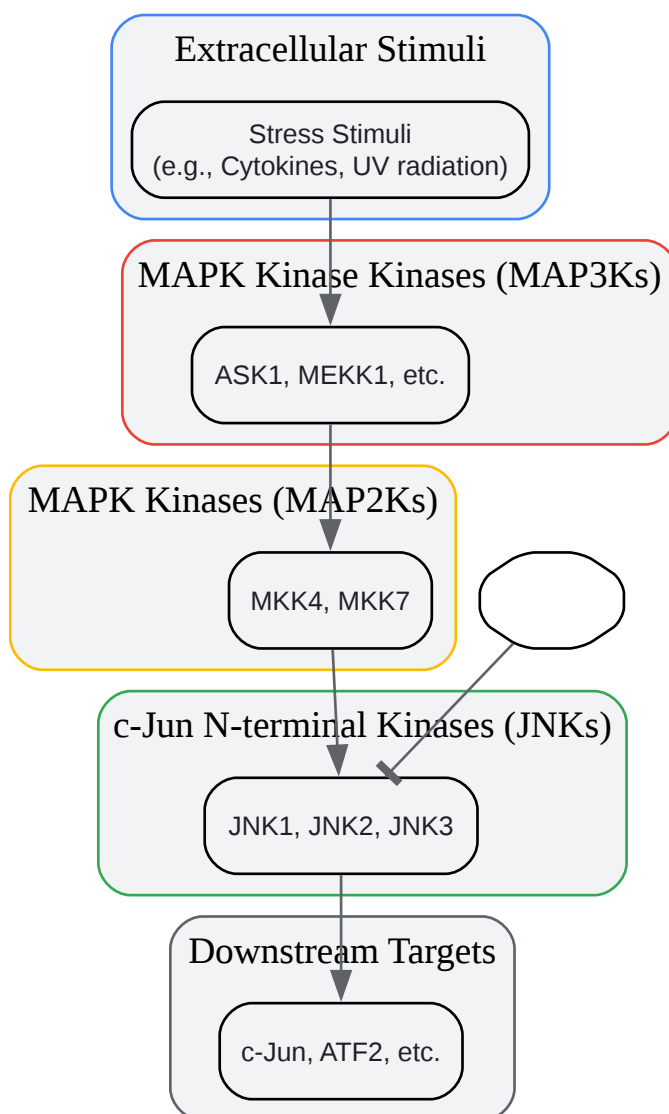 Extracellular Stimuli
Stress Stimuli
(e.g., Cytokines, UV radiation)
MAPK Kinase Kinases (MAP3Ks)
ASK1, MEKK1, etc.
MAPK Kinases (MAP2Ks)
MKK4, MKK7
c-Jun N-terminal Kinases (JNKs)
JNK1, JNK2, JNK3
Downstream Targets
c-Jun, ATF2, etc.